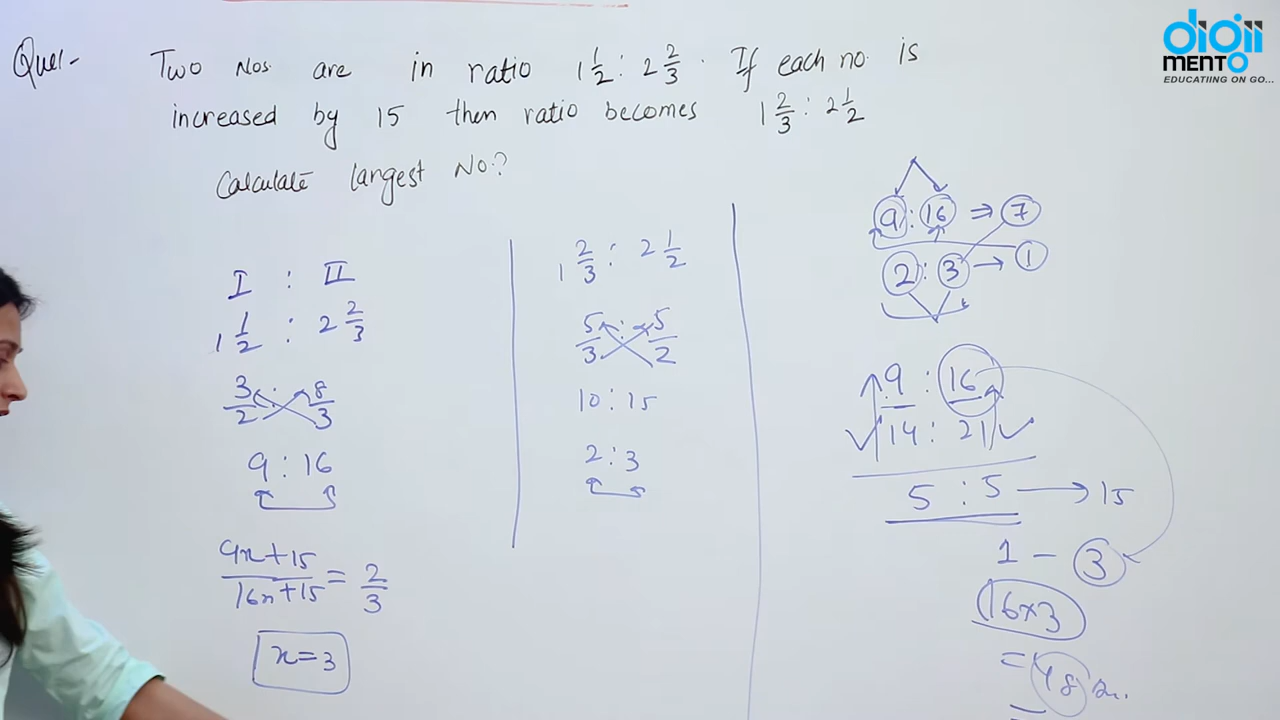 Ques- Two Nos. are in ratio 1 1/2 : 2 2/3 . If each no. is
increased by 15 then ratio becomes 1 2/3 : 2 1/2
Calculate largest No.?
I : II
1 1/2 : 2 2/3
3/2 : 8/3
9 : 16
9x+15/16x+15 = 2/3
x=3
1 2/3 : 2 1/2
5/3 : 5/2
10 : 15
2 : 3
9 : 16 ⇒ 7
2 : 3 → 1
9 : 16
14 : 21
5 : 5 → 15
1 - 3
16×3
= 48
digii
MENTO
EDUCATIING ON GO...